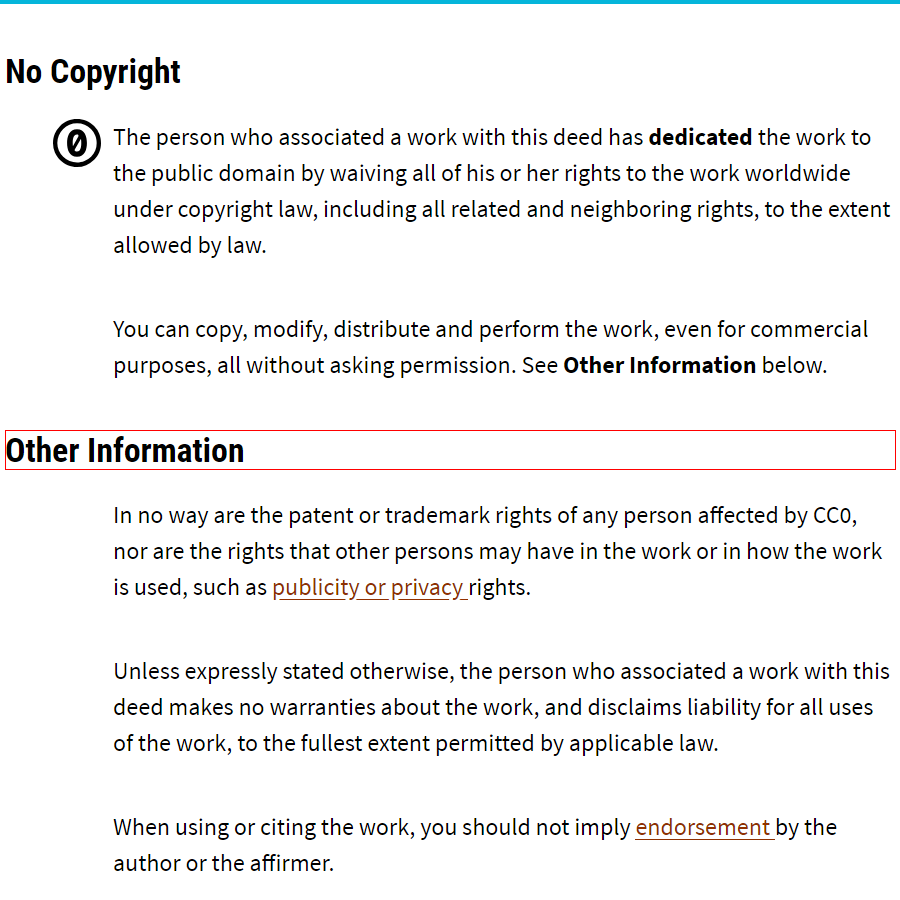 No Copyright
0
The person who associated a work with this deed has dedicated the work to
the public domain by waiving all of his or her rights to the work worldwide
under copyright law, including all related and neighboring rights, to the extent
allowed by law.
You can copy, modify, distribute and perform the work, even for commercial
purposes, all without asking permission. See Other Information below.
Other Information
In no way are the patent or trademark rights of any person affected by CC0,
nor are the rights that other persons may have in the work or in how the work
is used, such as publicity or privacy rights.
Unless expressly stated otherwise, the person who associated a work with this
deed makes no warranties about the work, and disclaims liability for all uses
of the work, to the fullest extent permitted by applicable law.
When using or citing the work, you should not imply endorsement by the
author or the affirmer.